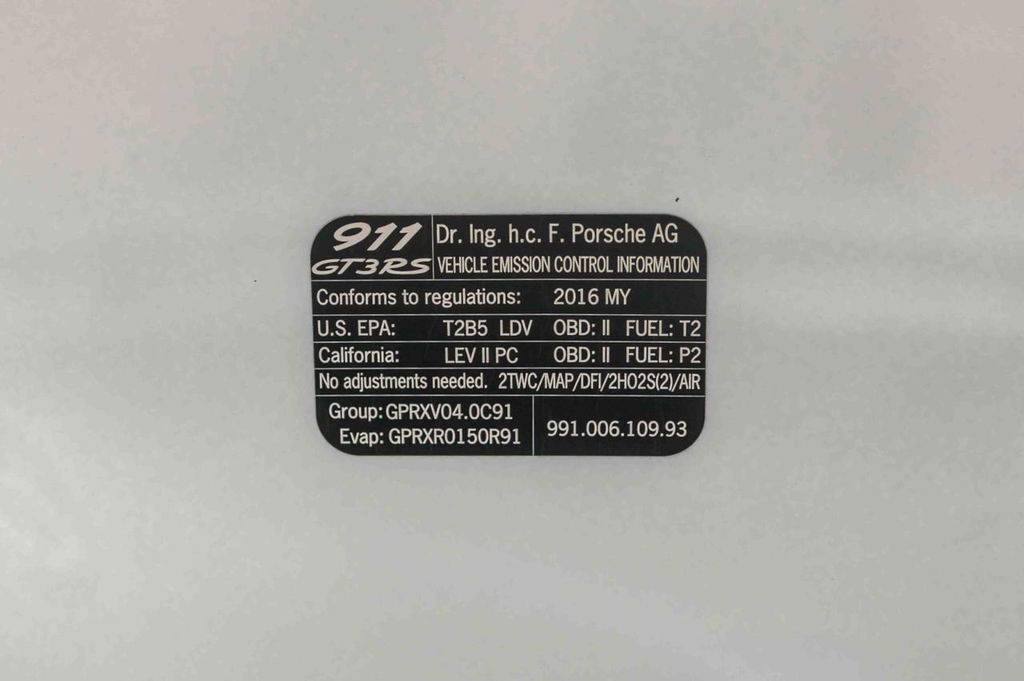 911 Dr. Ing. h.c. F. Porsche AG
GT3RS VEHICLE EMISSION CONTROL INFORMATION
Conforms to regulations: 2016 MY
U.S. EPA: T2B5 LDV OBD: II FUEL: T2
California: LEV II PC OBD: II FUEL: P2
No adjustments needed. 2TWC/MAP/DFI/2HO2S(2)/AIR
Group: GPRXV04.0C91
Evap: GPRXR0150R91
991.006.109.93